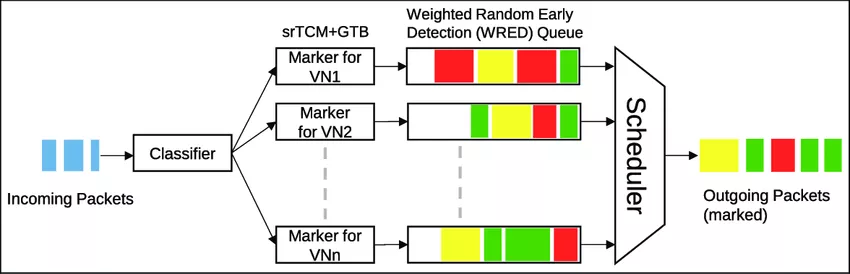 srTCM+GTB
Weighted Random Early
Detection (WRED) Queue
Marker for
VN1
Marker
for VN2
Classifier
Scheduler
Incoming Packets
Outgoing Packets
(marked)
Marker for
VNn